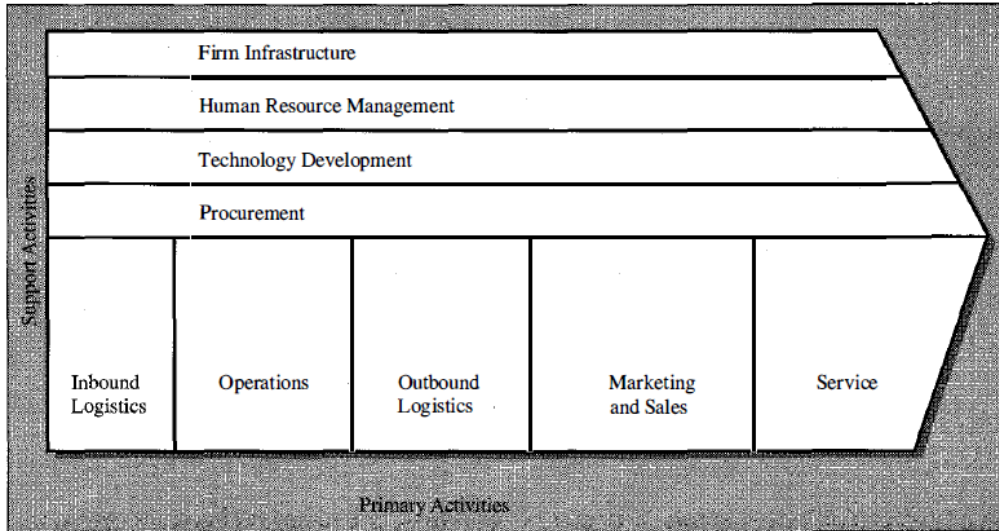 Firm Infrastructure
Human Resource Management
Technology Development
Procurement
Support Activities
Inbound
Logistics
Operations
Outbound
Logistics
Marketing
and Sales
Service
Primary Activities